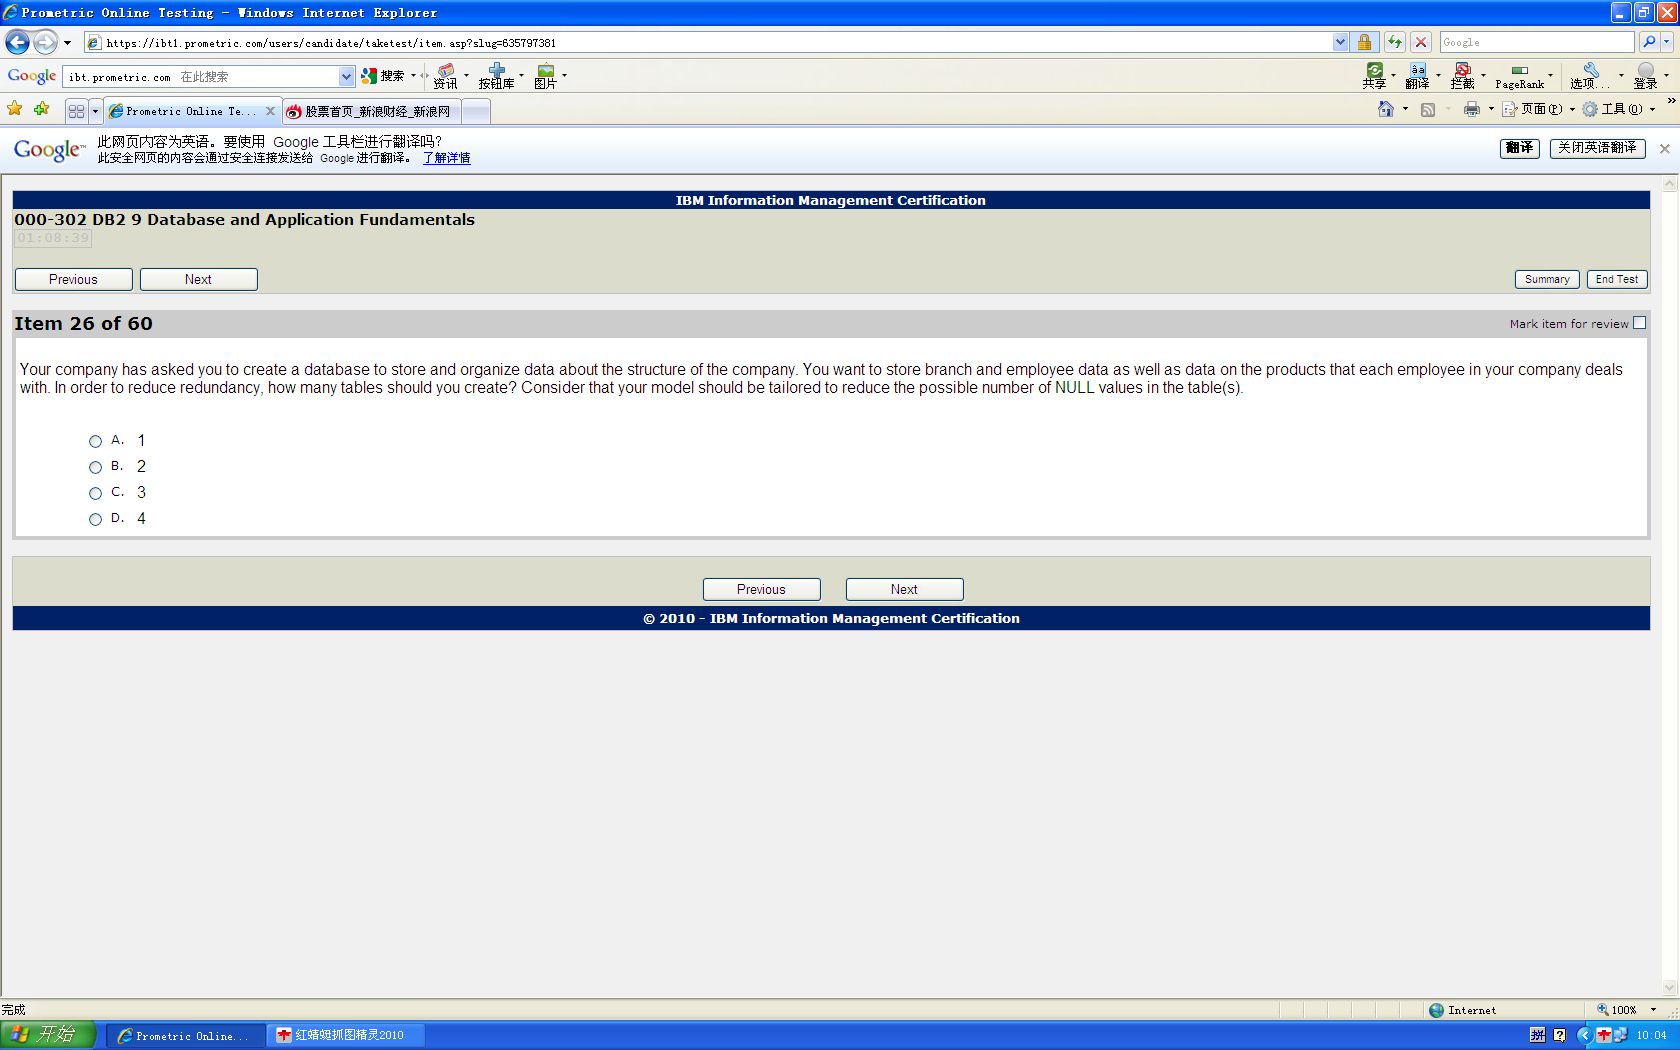 Prometric Online Testing - Windows Internet Explorer
https://ibt1.prometric.com/users/candidate/taketest/item.asp?slug=635797381
Google
Google ibt.prometric.com 在此搜索 搜索 资讯 按钮库 图片 共享 翻译 拦截 PageRank 选项... 登录
Prometric Online Te... 股票首页_新浪财经_新浪网 页面(P) 工具(O) »
Google™ 此网页内容为英语。要使用 Google 工具栏进行翻译吗? 翻译 关闭英语翻译
此安全网页的内容会通过安全连接发送给 Google 进行翻译。 了解详情
IBM Information Management Certification
000-302 DB2 9 Database and Application Fundamentals
01:08:39
Previous Next Summary End Test
Item 26 of 60 Mark item for review
Your company has asked you to create a database to store and organize data about the structure of the company. You want to store branch and employee data as well as data on the products that each employee in your company deals
with. In order to reduce redundancy, how many tables should you create? Consider that your model should be tailored to reduce the possible number of NULL values in the table(s).
A. 1
B. 2
C. 3
D. 4
Previous Next
© 2010 - IBM Information Management Certification
完成 Internet 100%
开始 Prometric Online... 红蜻蜓抓图精灵2010 拼 10:04